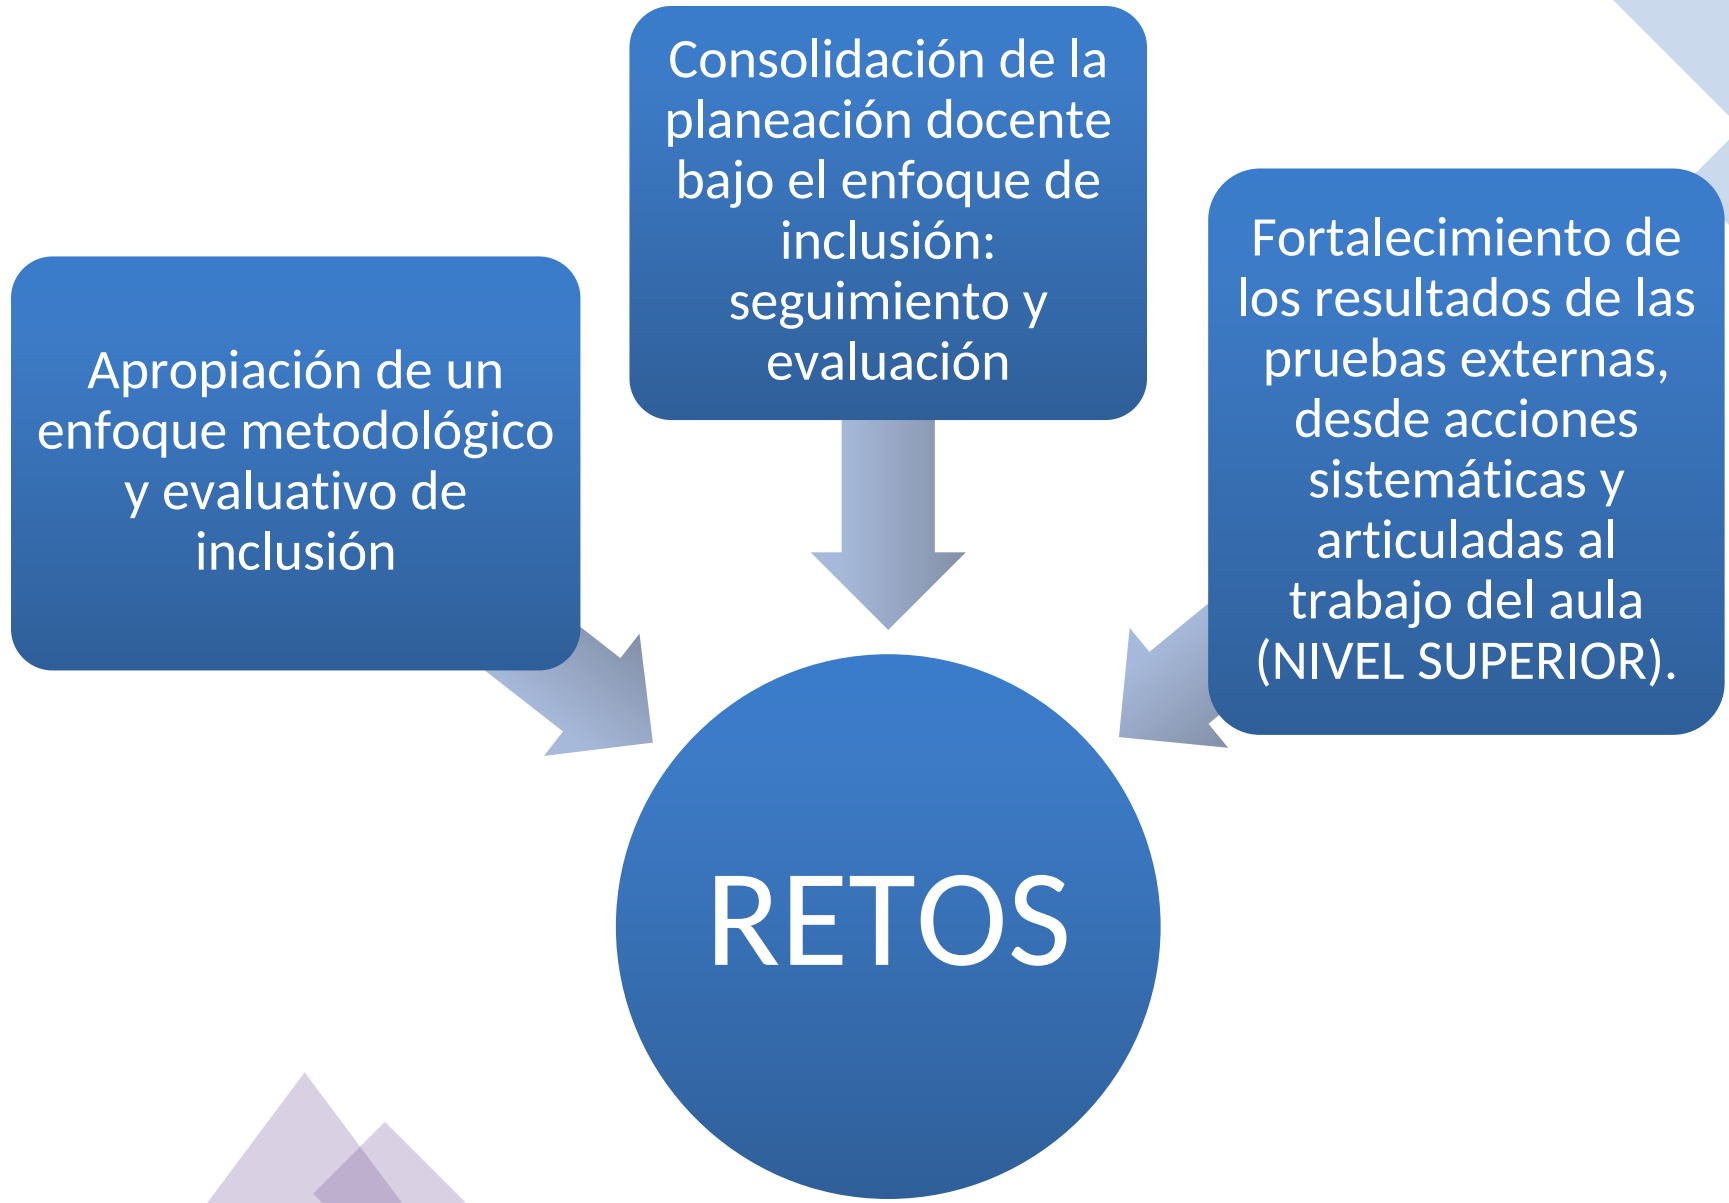 Apropiación de un
enfoque metodológico
y evaluativo de
inclusión
Consolidación de la
planeación docente
bajo el enfoque de
inclusión:
seguimiento y
evaluación
Fortalecimiento de
los resultados de las
pruebas externas,
desde acciones
sistemáticas y
articuladas al
trabajo del aula
(NIVEL SUPERIOR).
RETOS